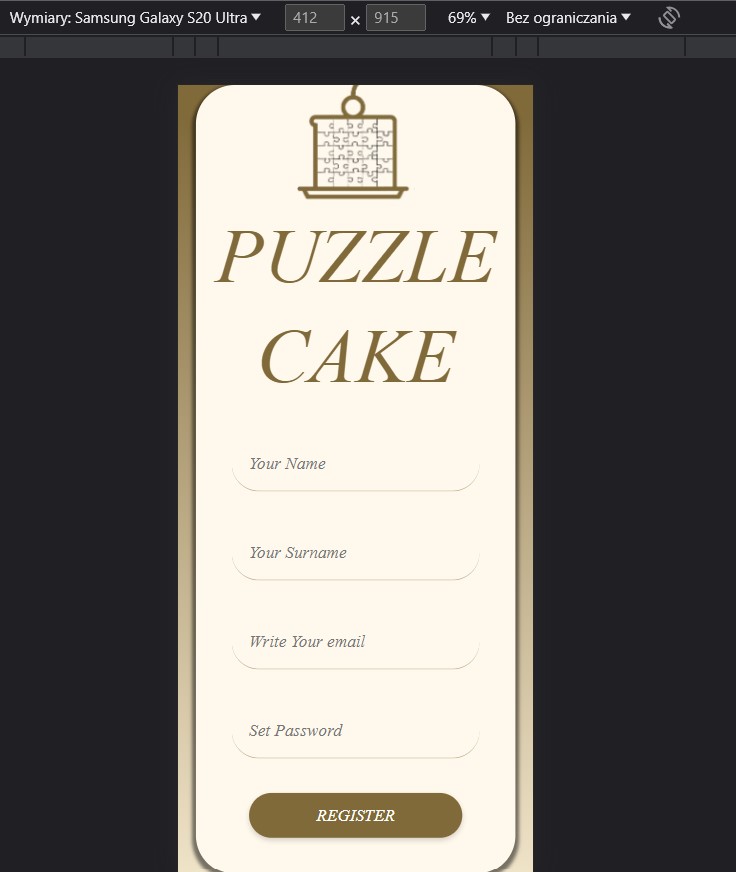 Wymiary: Samsung Galaxy S20 Ultra 412 × 915 69% Bez ograniczania
PUZZLE
CAKE
Your Name
Your Surname
Write Your email
Set Password
REGISTER